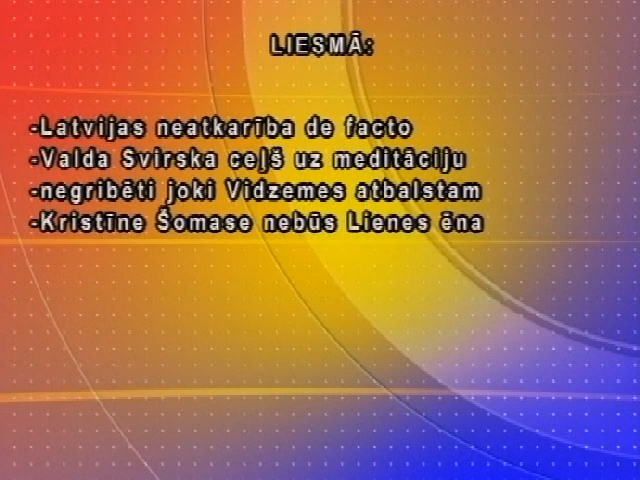 LIESMĀ:
-Latvijas neatkarība de facto
-Valda Svirska ceļš uz meditāciju
-negribēti joki Vidzemes atbalstam
-Kristīne Šomase nebūs Lienes ēna